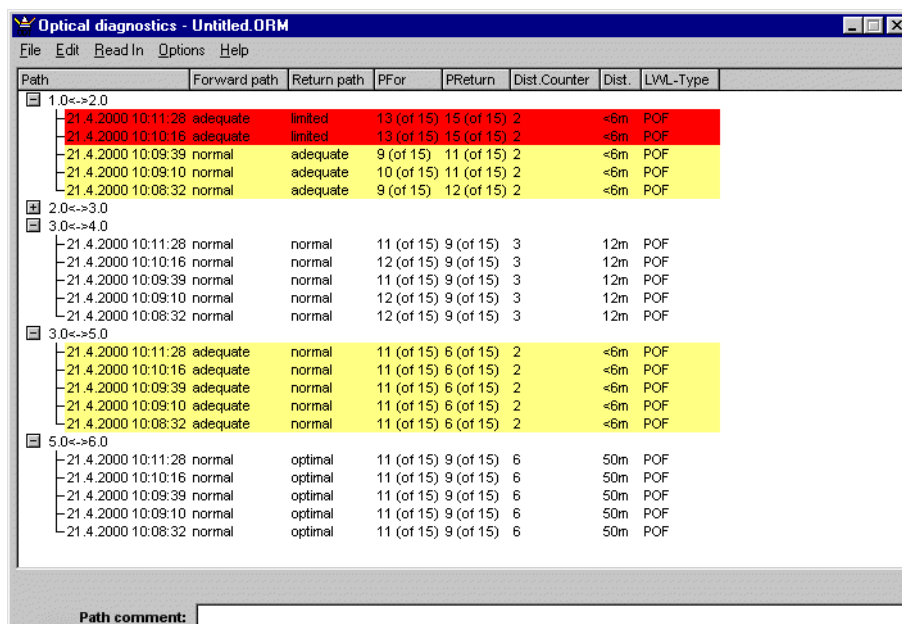 Optical diagnostics - Untitled.ORM
File Edit Read In Options Help
Path Forward path Return path PFor PReturn Dist.Counter Dist. LWL-Type
1.0<->2.0
21.4.2000 10:11:28 adequate limited 13 (of 15) 15 (of 15) 2 <6m POF
21.4.2000 10:10:16 adequate limited 13 (of 15) 15 (of 15) 2 <6m POF
21.4.2000 10:09:39 normal adequate 9 (of 15) 11 (of 15) 2 <6m POF
21.4.2000 10:09:10 normal adequate 10 (of 15) 11 (of 15) 2 <6m POF
21.4.2000 10:08:32 normal adequate 9 (of 15) 12 (of 15) 2 <6m POF
2.0<->3.0
3.0<->4.0
21.4.2000 10:11:28 normal normal 11 (of 15) 9 (of 15) 3 12m POF
21.4.2000 10:10:16 normal normal 12 (of 15) 9 (of 15) 3 12m POF
21.4.2000 10:09:39 normal normal 11 (of 15) 9 (of 15) 3 12m POF
21.4.2000 10:09:10 normal normal 12 (of 15) 9 (of 15) 3 12m POF
21.4.2000 10:08:32 normal normal 12 (of 15) 9 (of 15) 3 12m POF
3.0<->5.0
21.4.2000 10:11:28 adequate normal 11 (of 15) 6 (of 15) 2 <6m POF
21.4.2000 10:10:16 adequate normal 11 (of 15) 6 (of 15) 2 <6m POF
21.4.2000 10:09:39 adequate normal 11 (of 15) 6 (of 15) 2 <6m POF
21.4.2000 10:09:10 adequate normal 11 (of 15) 6 (of 15) 2 <6m POF
21.4.2000 10:08:32 adequate normal 11 (of 15) 6 (of 15) 2 <6m POF
5.0<->6.0
21.4.2000 10:11:28 normal optimal 11 (of 15) 9 (of 15) 6 50m POF
21.4.2000 10:10:16 normal optimal 11 (of 15) 9 (of 15) 6 50m POF
21.4.2000 10:09:39 normal optimal 11 (of 15) 9 (of 15) 6 50m POF
21.4.2000 10:09:10 normal optimal 11 (of 15) 9 (of 15) 6 50m POF
21.4.2000 10:08:32 normal optimal 11 (of 15) 9 (of 15) 6 50m POF
Path comment: